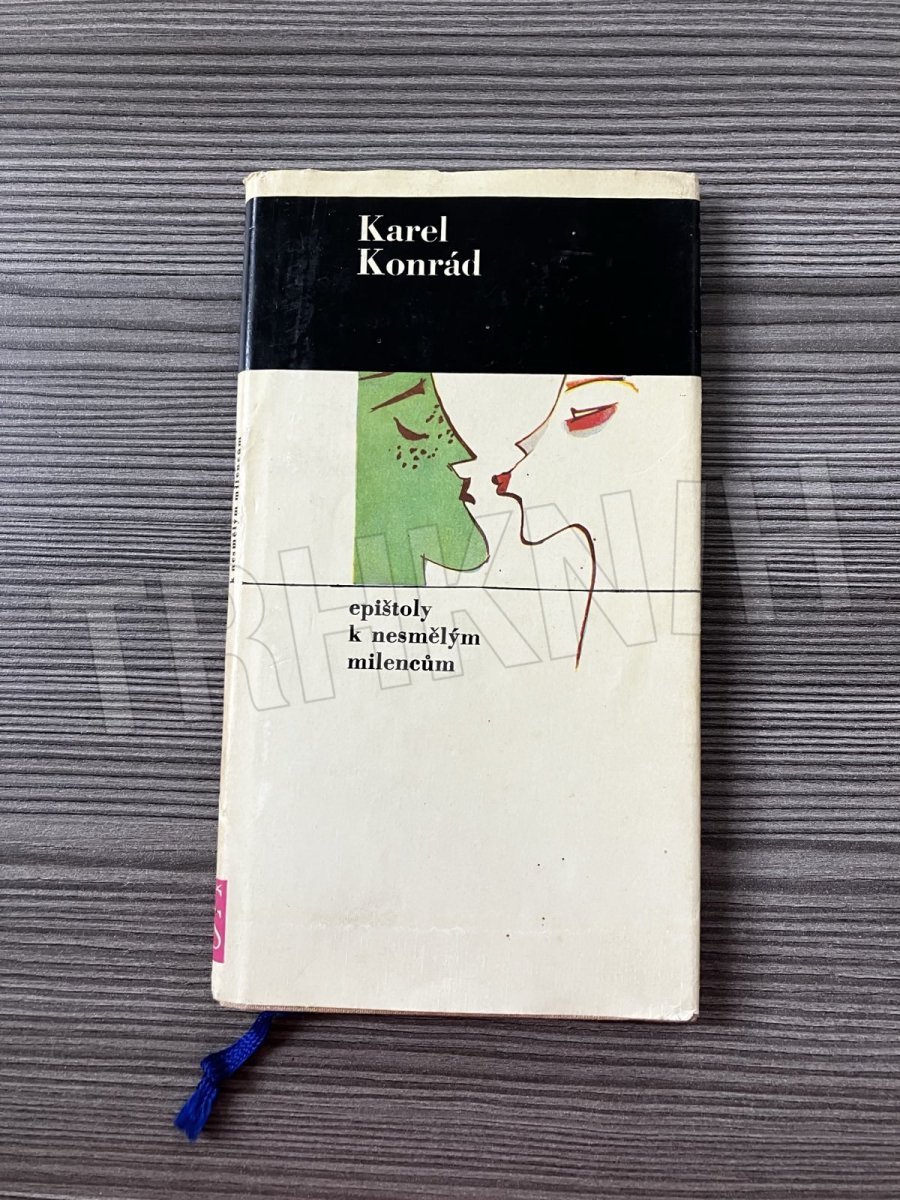 Karel
Konrád
epištoly
k nesmělým
milencům
k nesmělým milencům
TRHKNIH